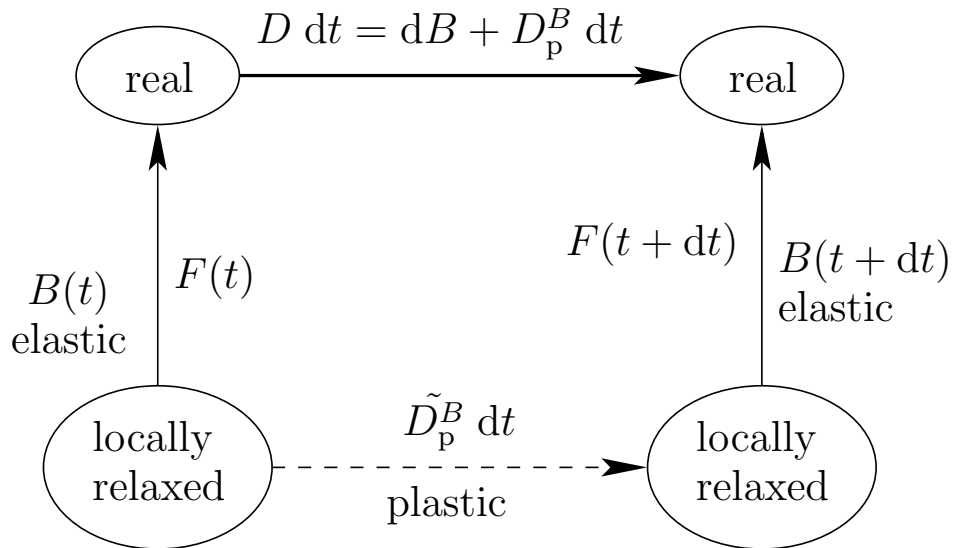 D dt = dB + D_p^B dt
real
real
F(t + dt)
F(t)
B(t)
elastic
B(t + dt)
elastic
locally
relaxed
D̃_p^B dt
plastic
locally
relaxed